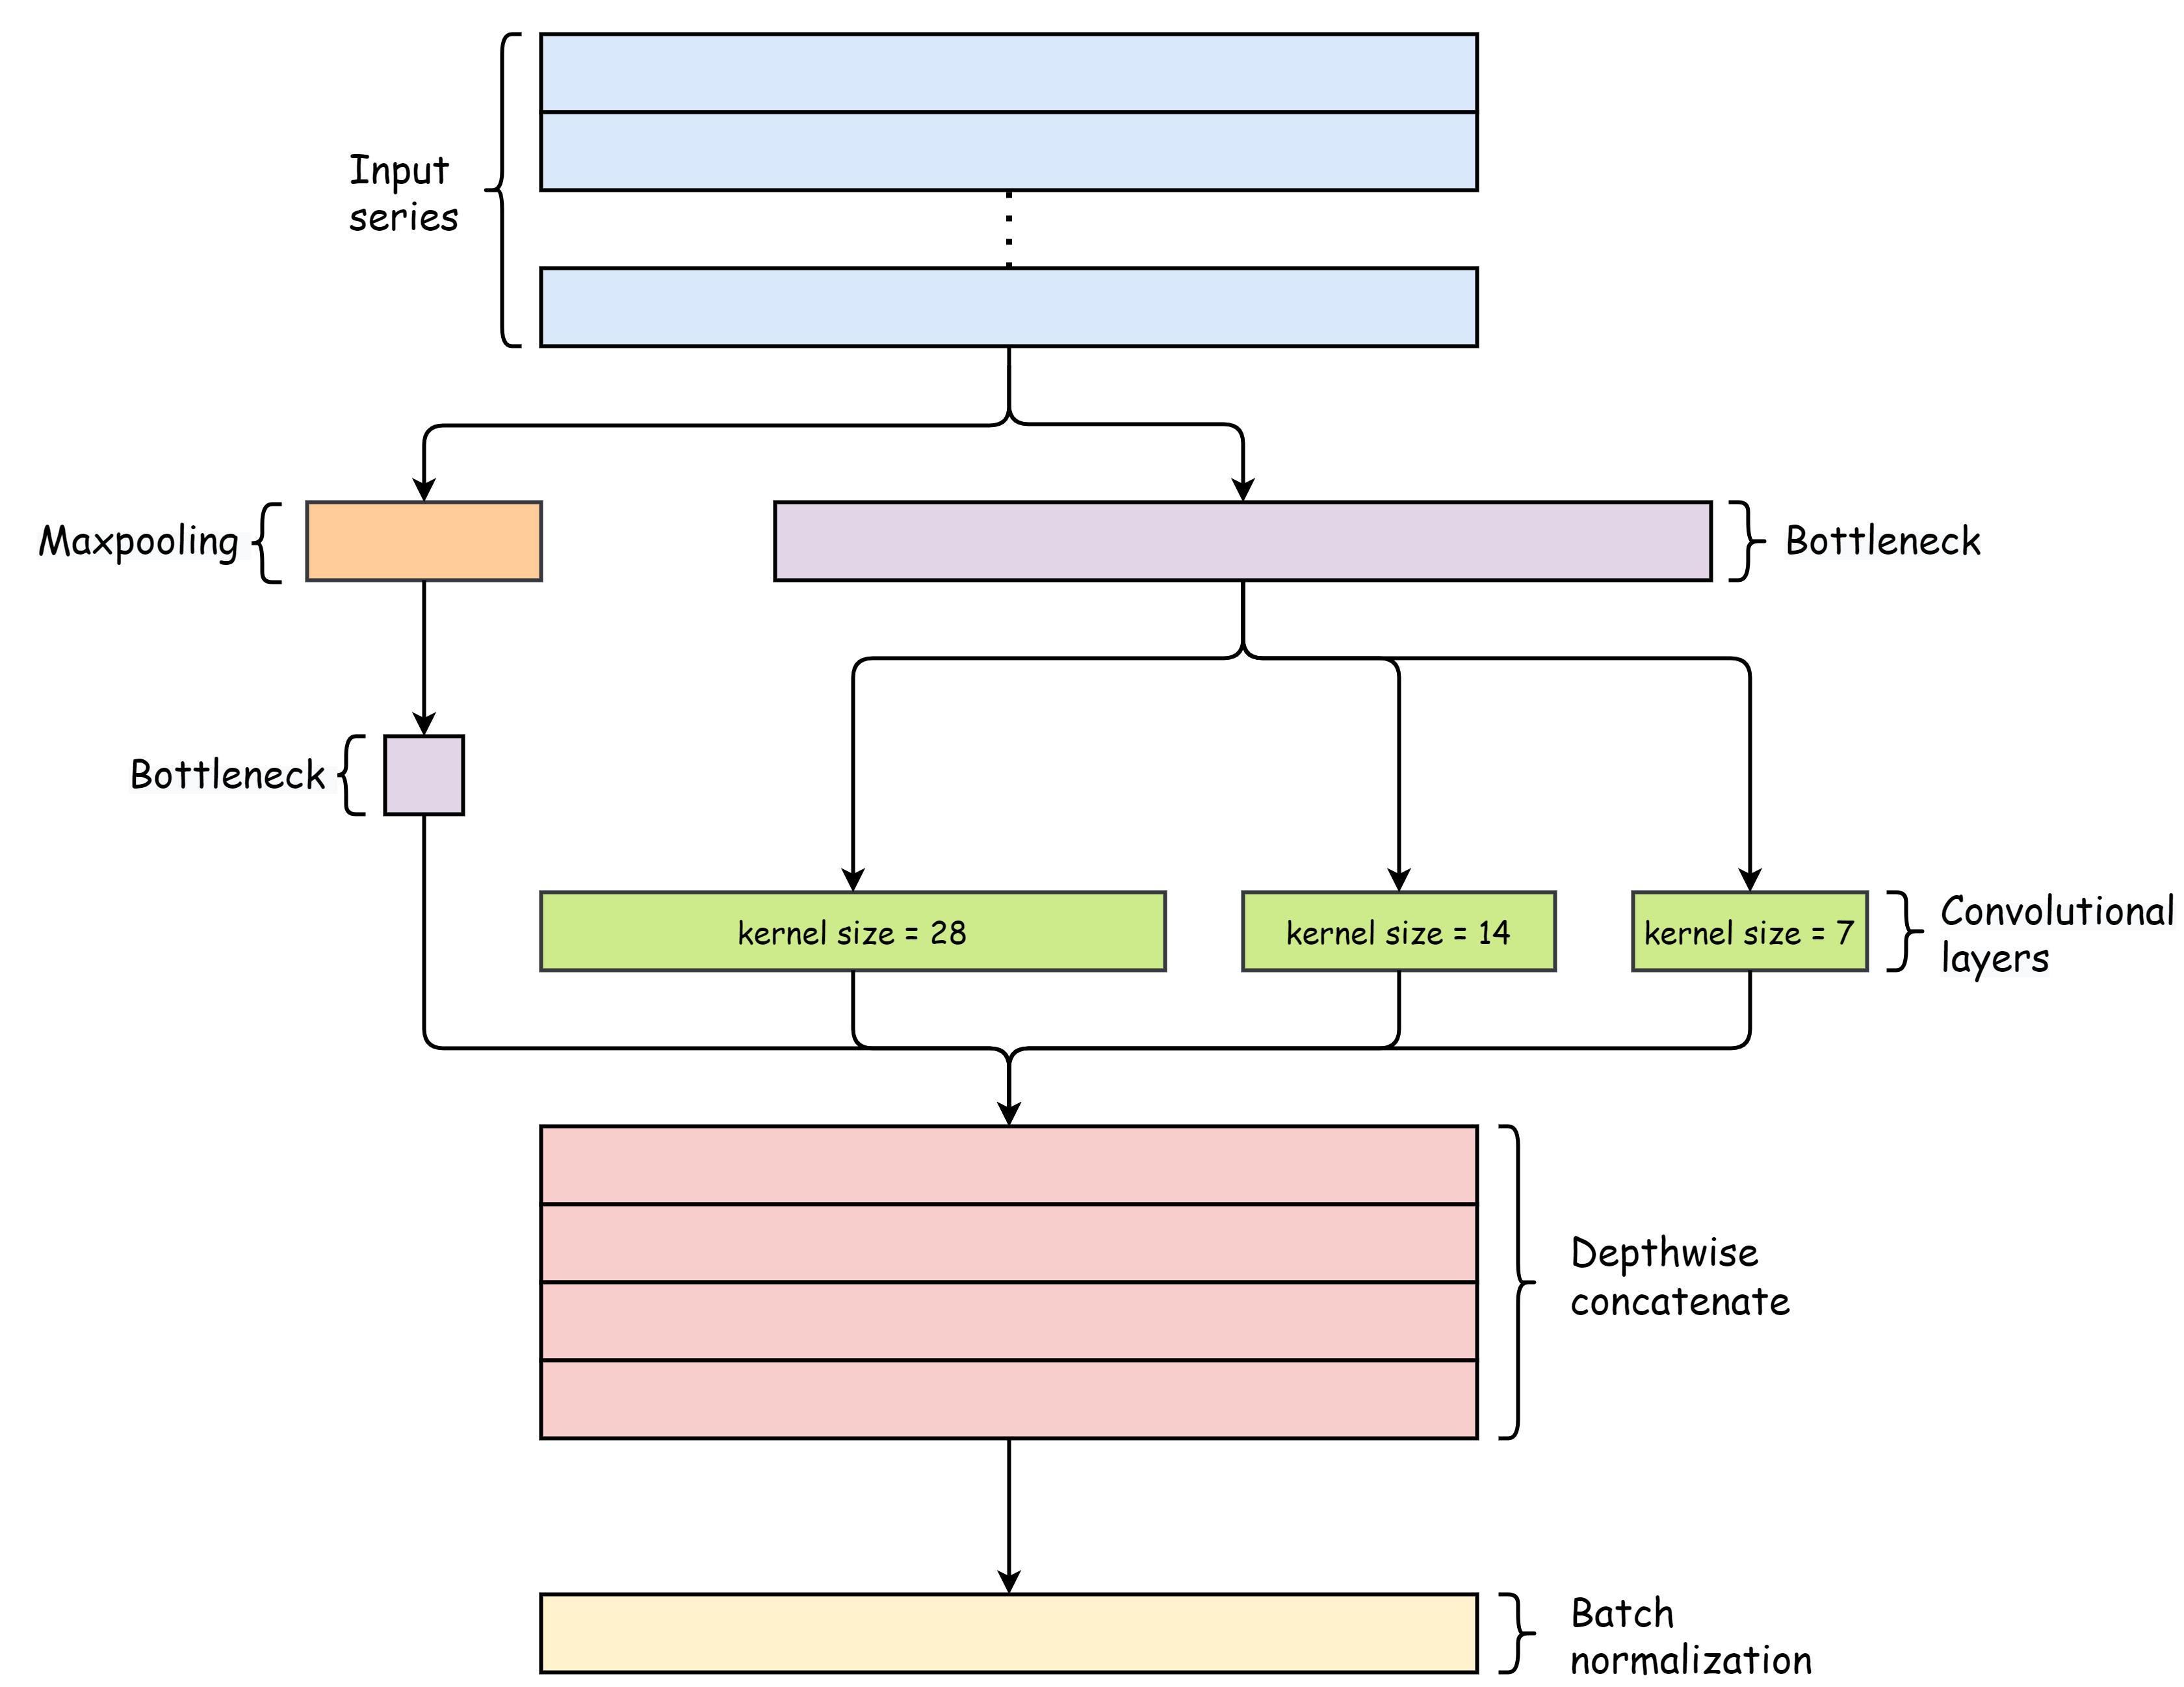 Input
series
Maxpooling
Bottleneck
Bottleneck
kernel size = 28
kernel size = 14
kernel size = 7
Convolutional
layers
Depthwise
concatenate
Batch
normalization